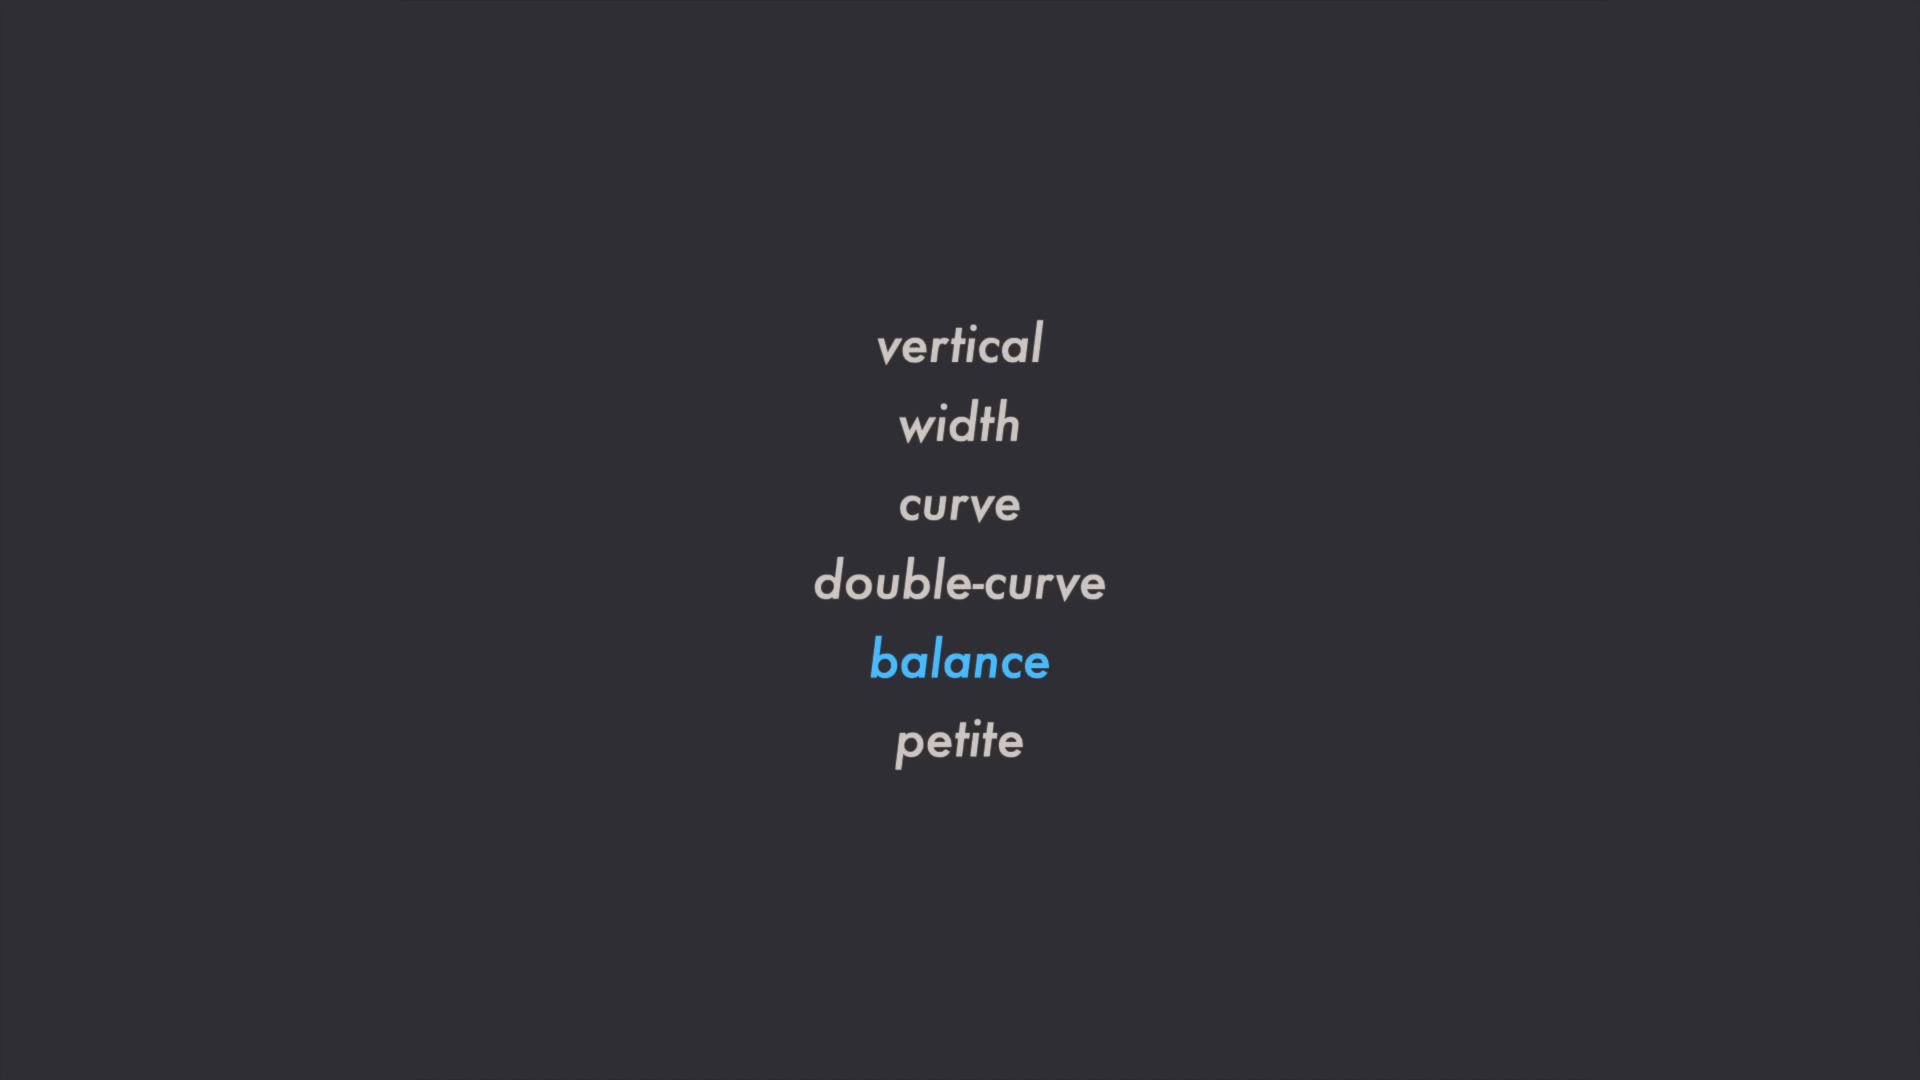 vertical
width
curve
double-curve
balance
petite